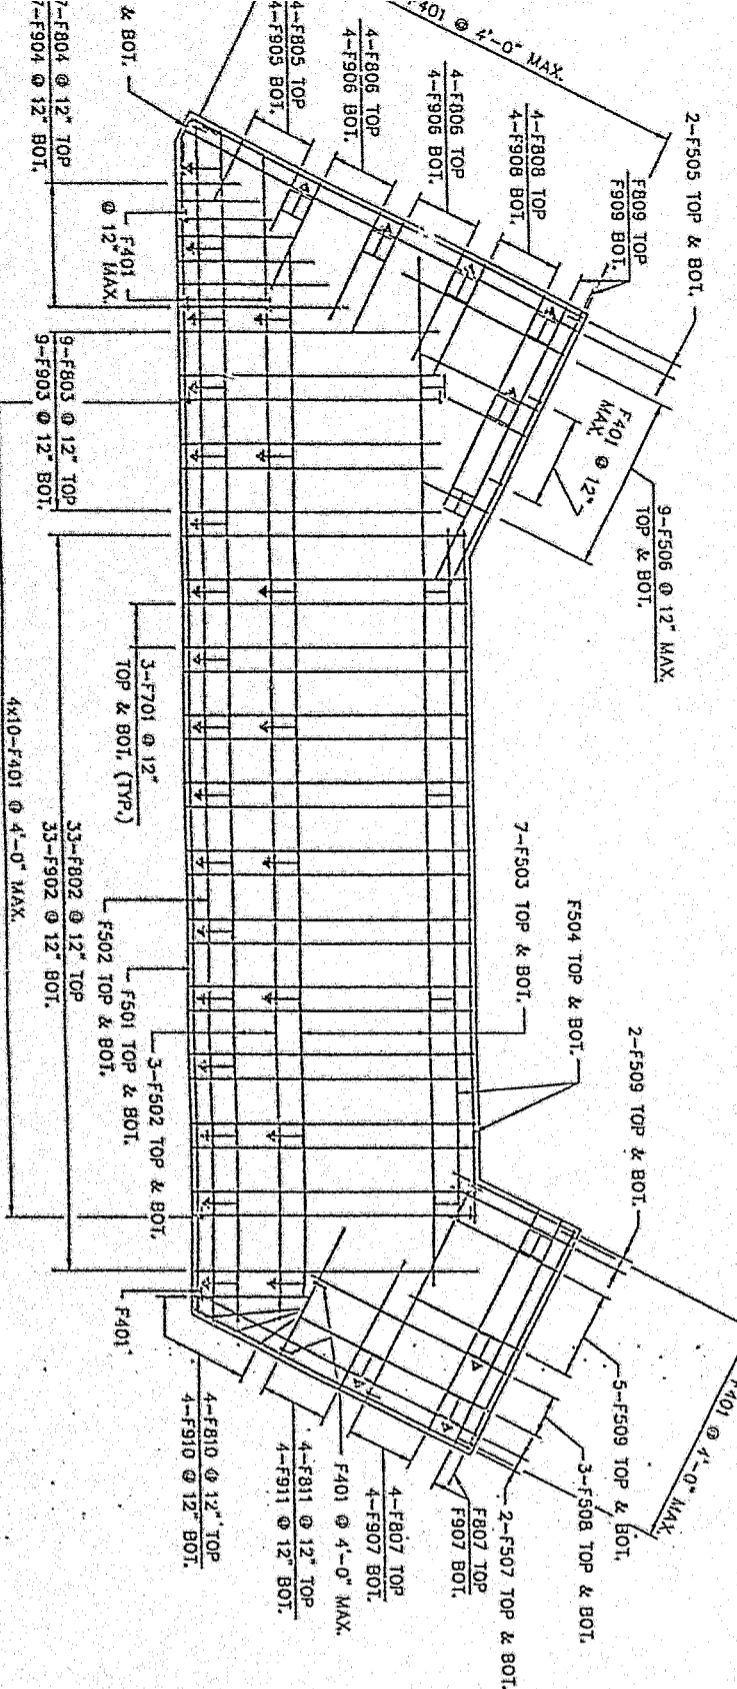 F401 @ 4'-0" MAX.
2-F505 TOP & BOT.
F809 TOP
F909 BOT.
4-F808 TOP
4-F908 BOT.
4-F806 TOP
4-F906 BOT.
4-F806 TOP
4-F906 BOT.
4-F805 TOP
4-F905 BOT.
& BOT.
7-F804 @ 12" TOP
7-F904 @ 12" BOT.
F401
@ 12" MAX.
F401 @ 12"
MAX.
9-F506 @ 12" MAX.
TOP & BOT.
9-F803 @ 12" TOP
9-F903 @ 12" BOT.
3-F701 @ 12"
TOP & BOT. (TYP.)
4x10-F401 @ 4'-0" MAX.
33-F802 @ 12" TOP
33-F902 @ 12" BOT.
7-F503 TOP & BOT.
F504 TOP & BOT.
2-F509 TOP & BOT.
3-F502 TOP & BOT.
F501 TOP & BOT.
F502 TOP & BOT.
F401
F401 @ 4'-0" MAX.
5-F509 TOP & BOT.
3-F508 TOP & BOT.
2-F507 TOP & BOT.
F807 TOP
F907 BOT.
4-F807 TOP
4-F907 BOT.
F401 @ 4'-0" MAX.
4-F811 @ 12" TOP
4-F911 @ 12" BOT.
4-F810 @ 12" TOP
4-F910 @ 12" BOT.